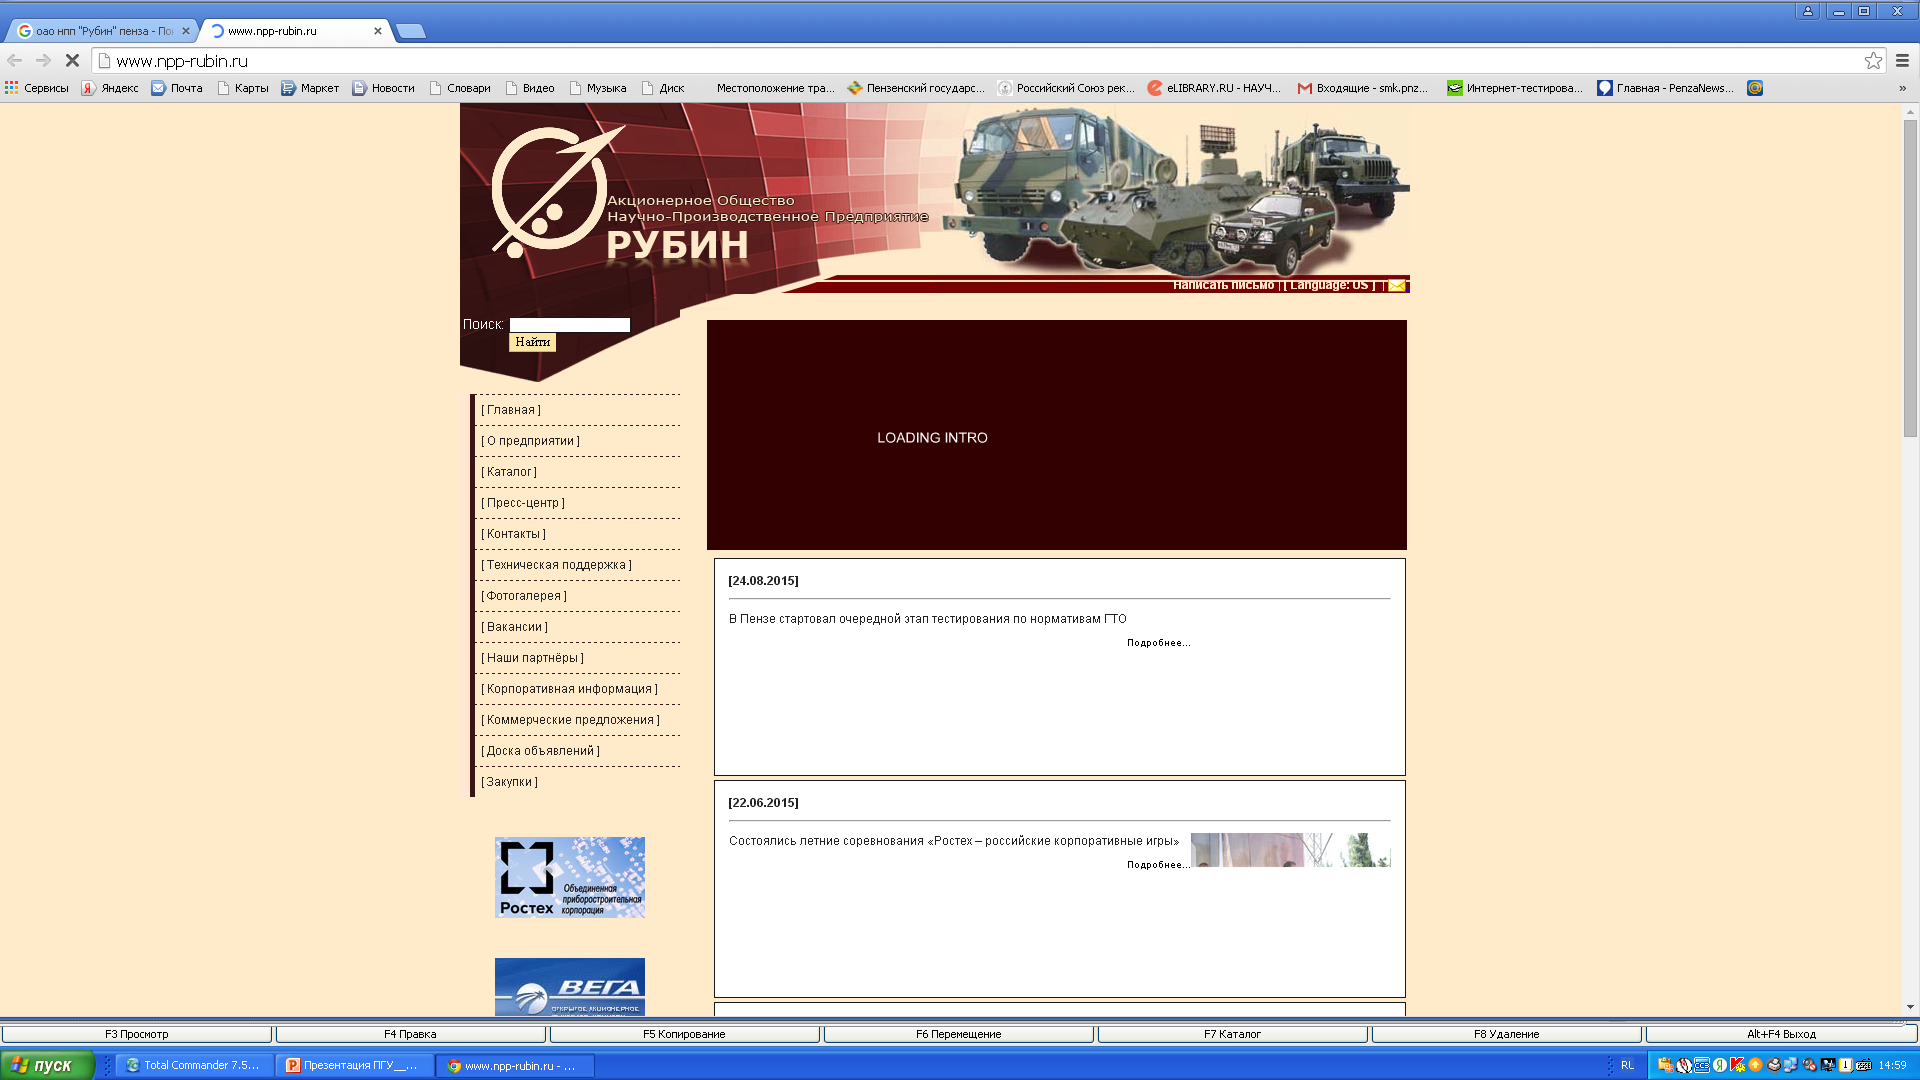 оао нпп "Рубин" пенза - По
www.npp-rubin.ru
www.npp-rubin.ru
Сервисы Яндекс Почта Карты Маркет Новости Словари Видео Музыка Диск Местоположение тра... Пензенский государс... Российский Союз рек... eLIBRARY.RU - НАУЧ... Входящие - smk.pnz... Интернет-тестирова... Главная - PenzaNews... »
Акционерное Общество
Научно-Производственное Предприятие
РУБИН
Написать письмо | [ Language: US ] |
Поиск:
Найти
LOADING INTRO
[ Главная ]
[ О предприятии ]
[ Каталог ]
[ Пресс-центр ]
[ Контакты ]
[ Техническая поддержка ]
[ Фотогалерея ]
[ Вакансии ]
[ Наши партнёры ]
[ Корпоративная информация ]
[ Коммерческие предложения ]
[ Доска объявлений ]
[ Закупки ]
[24.08.2015]
В Пензе стартовал очередной этап тестирования по нормативам ГТО
Подробнее...
[22.06.2015]
Состоялись летние соревнования «Ростех – российские корпоративные игры»
Подробнее...
Ростех
Объединенная
приборостроительная
корпорация
ВЕГА
ОТКРЫТОЕ АКЦИОНЕРНОЕ
F3 Просмотр F4 Правка F5 Копирование F6 Перемещение F7 Каталог F8 Удаление Alt+F4 Выход
пуск Total Commander 7.5... Презентация ПГУ__... www.npp-rubin.ru - ... RL 14:59